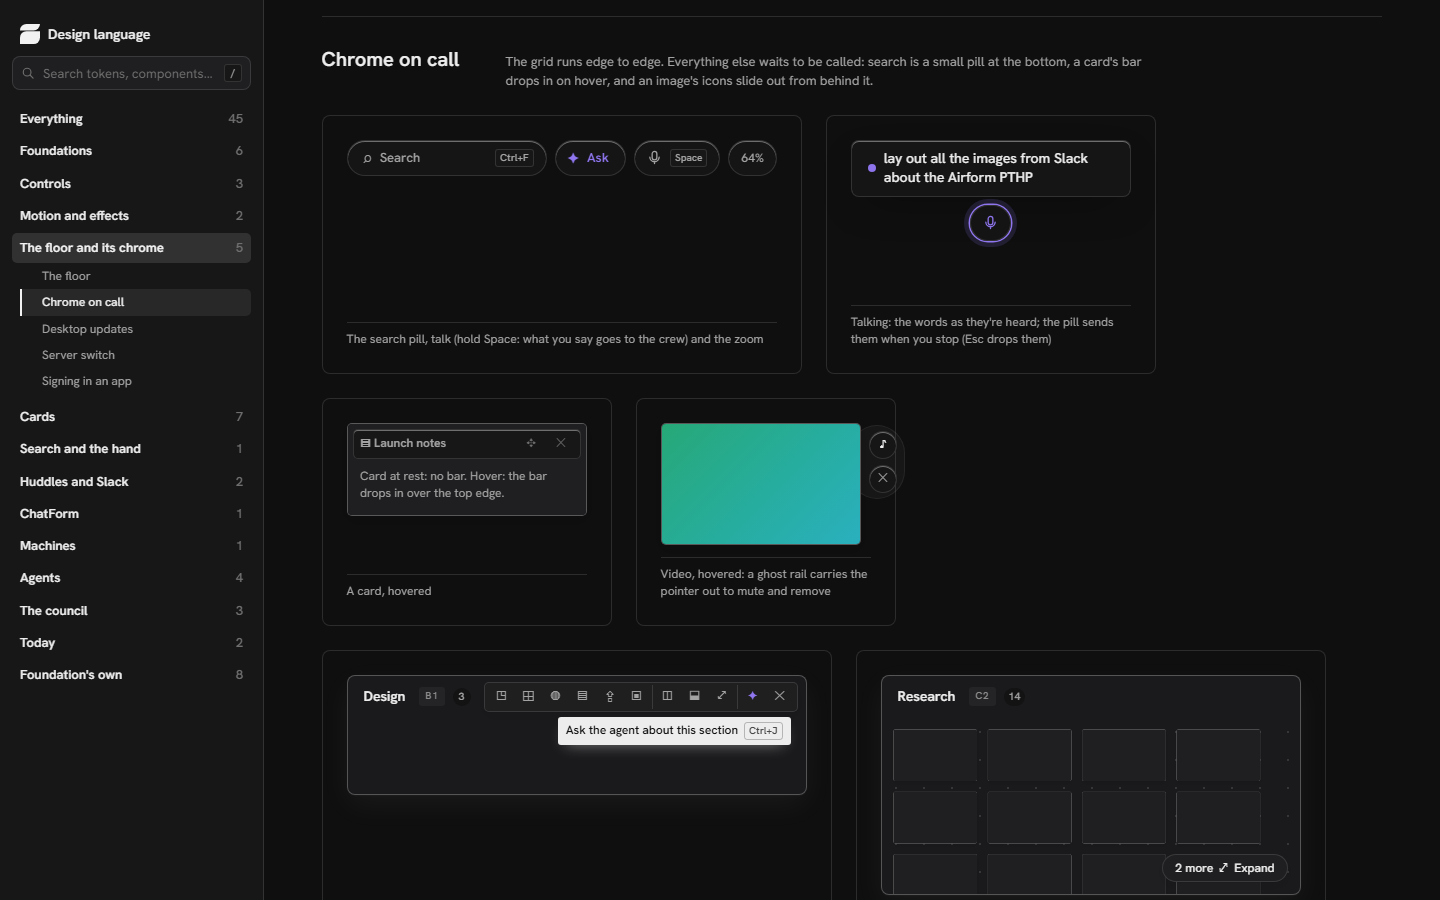 Design language
Search tokens, components... /
Everything 45
Foundations 6
Controls 3
Motion and effects 2
The floor and its chrome 5
The floor
Chrome on call
Desktop updates
Server switch
Signing in an app
Cards 7
Search and the hand 1
Huddles and Slack 2
ChatForm 1
Machines 1
Agents 4
The council 3
Today 2
Foundation's own 8
Chrome on call
The grid runs edge to edge. Everything else waits to be called: search is a small pill at the bottom, a card's bar
drops in on hover, and an image's icons slide out from behind it.
Search Ctrl+F Ask Space 64%
The search pill, talk (hold Space: what you say goes to the crew) and the zoom
lay out all the images from Slack
about the Airform PTHP
Talking: the words as they're heard; the pill sends
them when you stop (Esc drops them)
Launch notes
Card at rest: no bar. Hover: the bar
drops in over the top edge.
A card, hovered
Video, hovered: a ghost rail carries the
pointer out to mute and remove
Design B1 3
Ask the agent about this section Ctrl+J
Research C2 14
2 more Expand